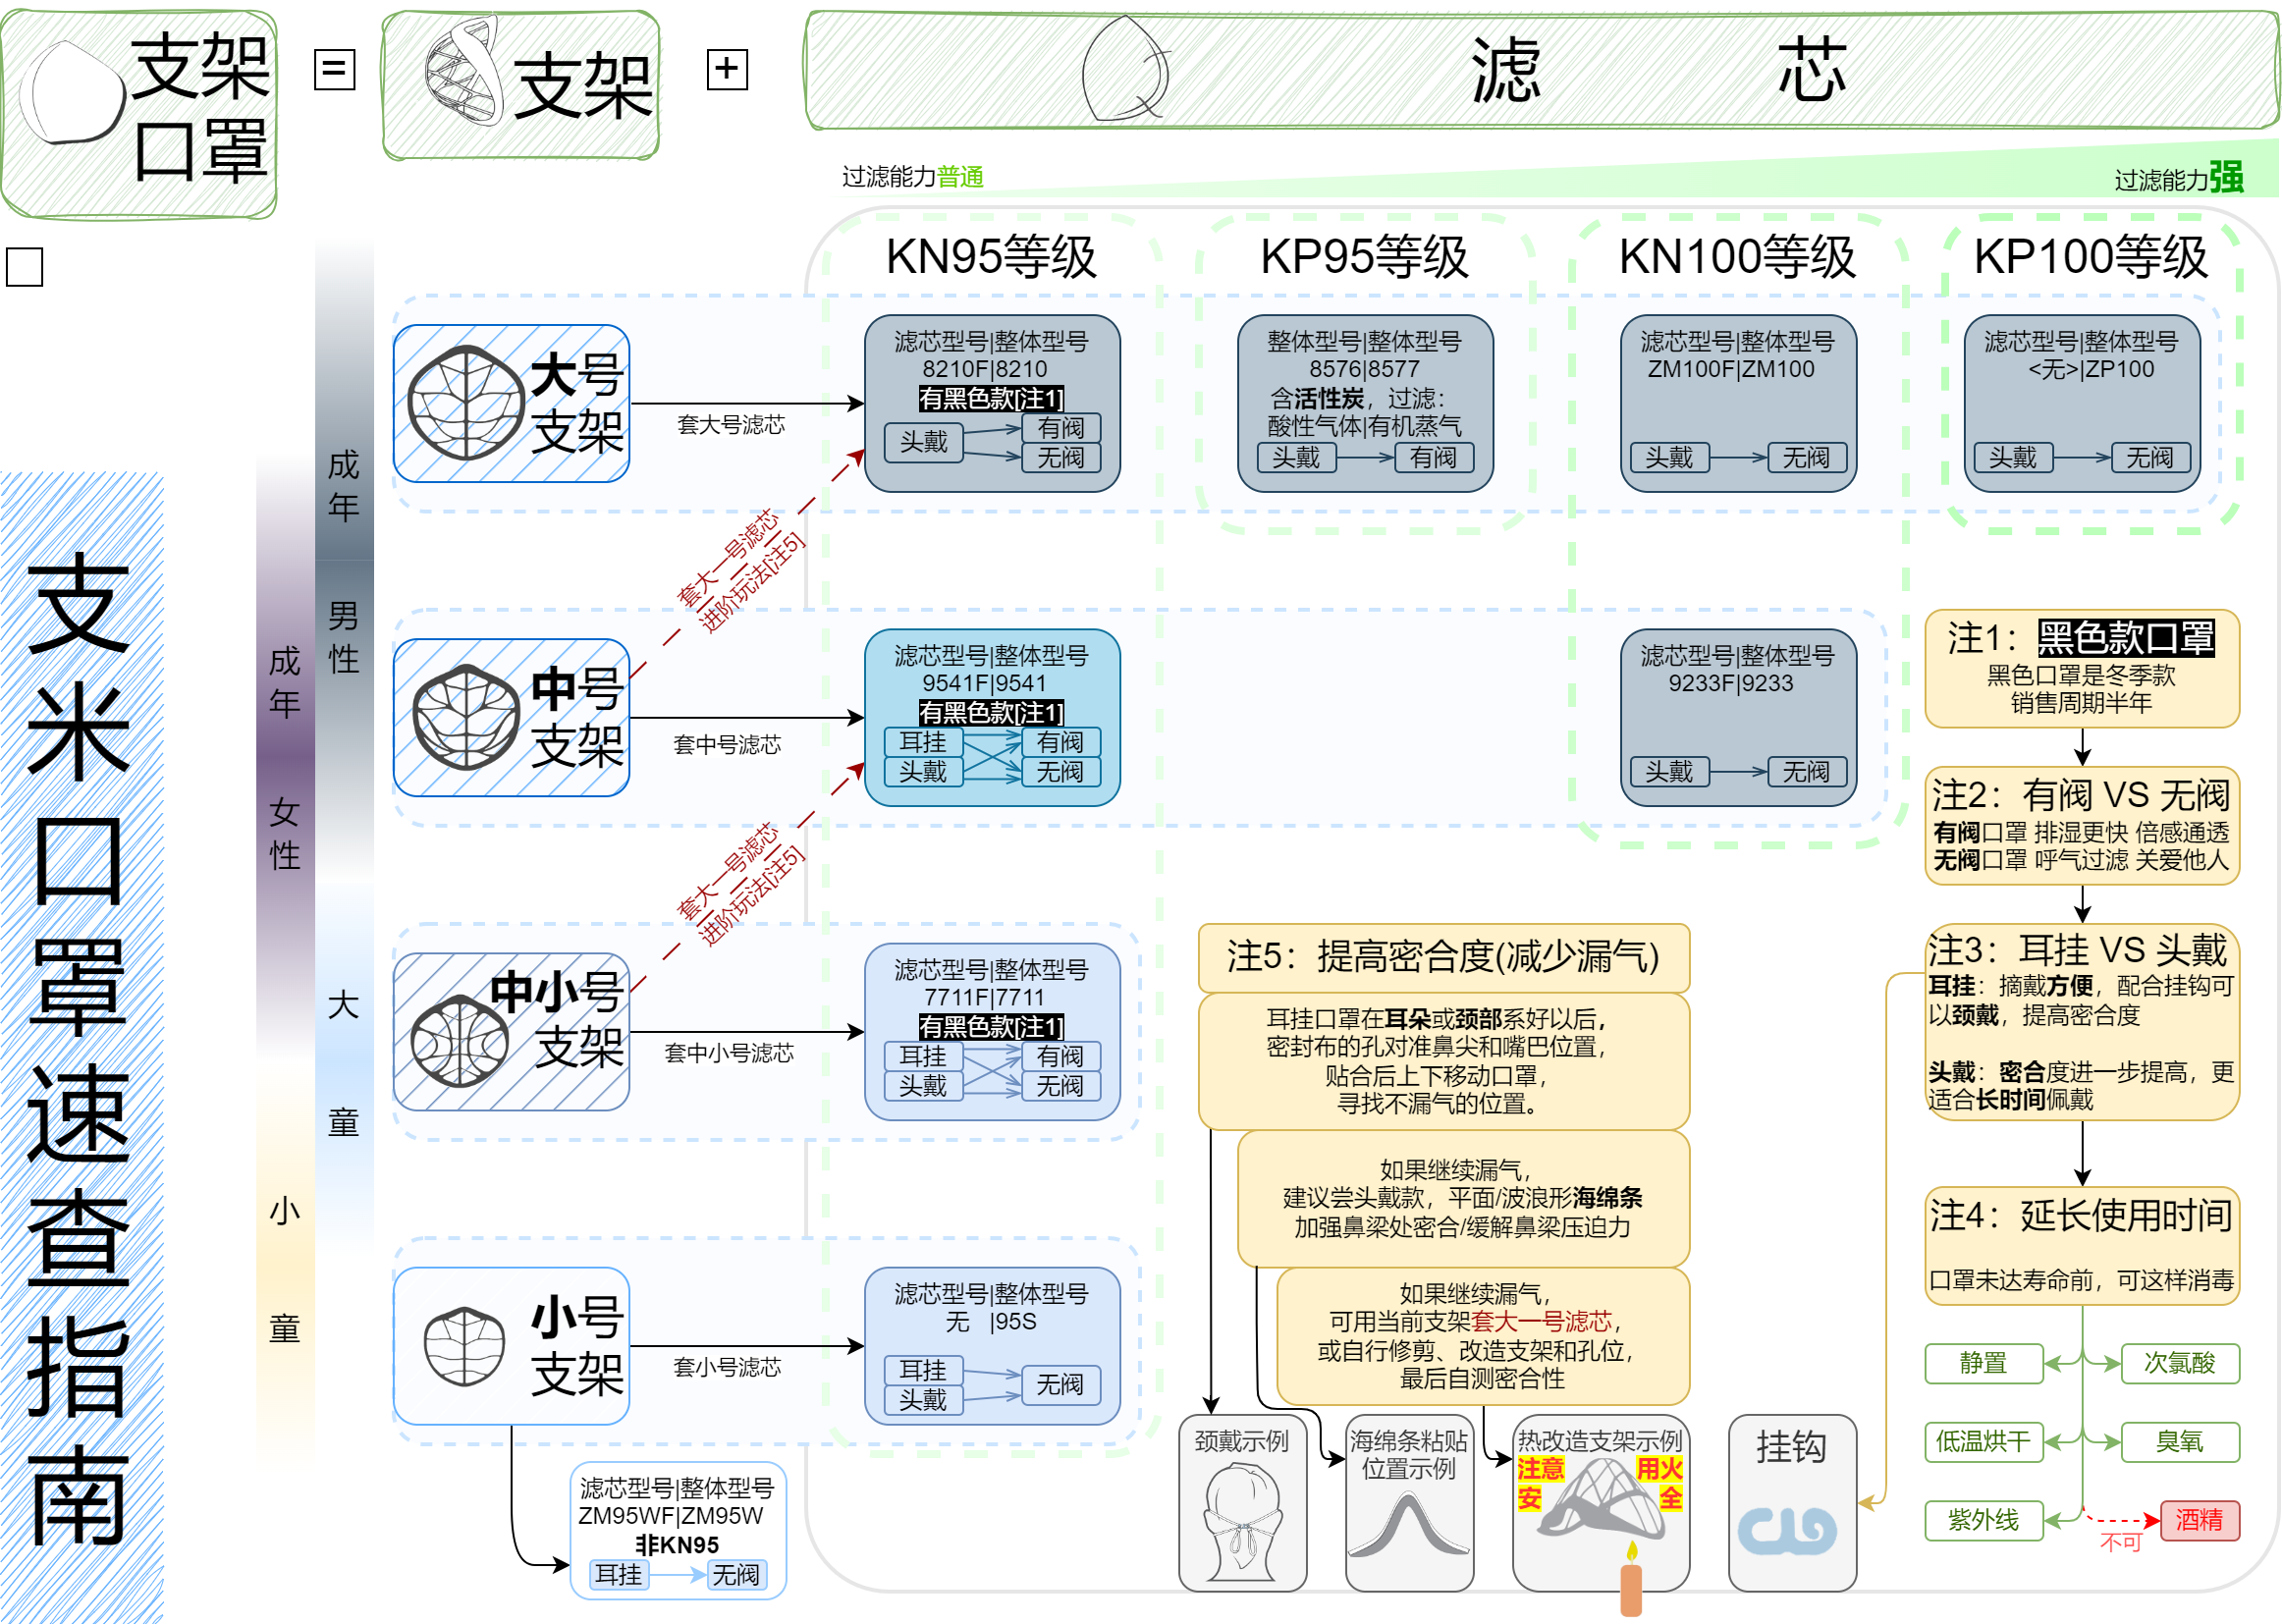 支架
口罩
=
支架
+
滤 芯
过滤能力普通
过滤能力强
支米口罩速查指南
成年
男性
成年
女性
大童
小童
KN95等级
KP95等级
KN100等级
KP100等级
大号
支架
套大号滤芯
滤芯型号|整体型号
8210F|8210
有黑色款[注1]
头戴
有阀
无阀
整体型号|整体型号
8576|8577
含活性炭，过滤：
酸性气体|有机蒸气
头戴
有阀
滤芯型号|整体型号
ZM100F|ZM100
头戴
无阀
滤芯型号|整体型号
<无>|ZP100
头戴
无阀
套大一号滤芯
进阶玩法[注5]
中号
支架
套中号滤芯
滤芯型号|整体型号
9541F|9541
有黑色款[注1]
耳挂
有阀
头戴
无阀
滤芯型号|整体型号
9233F|9233
头戴
无阀
套大一号滤芯
进阶玩法[注5]
中小号
支架
套中小号滤芯
滤芯型号|整体型号
7711F|7711
有黑色款[注1]
耳挂
有阀
头戴
无阀
小号
支架
套小号滤芯
滤芯型号|整体型号
无 |95S
耳挂
头戴
无阀
滤芯型号|整体型号
ZM95WF|ZM95W
非KN95
耳挂
无阀
注1：黑色款口罩
黑色口罩是冬季款
销售周期半年
注2：有阀 VS 无阀
有阀口罩 排湿更快 倍感通透
无阀口罩 呼气过滤 关爱他人
注3：耳挂 VS 头戴
耳挂：摘戴方便，配合挂钩可
以颈戴，提高密合度
头戴：密合度进一步提高，更
适合长时间佩戴
注4：延长使用时间
口罩未达寿命前，可这样消毒
静置
次氯酸
低温烘干
臭氧
紫外线
酒精
不可
注5：提高密合度(减少漏气)
耳挂口罩在耳朵或颈部系好以后，
密封布的孔对准鼻尖和嘴巴位置，
贴合后上下移动口罩，
寻找不漏气的位置。
如果继续漏气，
建议尝头戴款，平面/波浪形海绵条
加强鼻梁处密合/缓解鼻梁压迫力
如果继续漏气，
可用当前支架套大一号滤芯，
或自行修剪、改造支架和孔位，
最后自测密合性
颈戴示例
海绵条粘贴
位置示例
热改造支架示例
注意 用火
安 全
挂钩